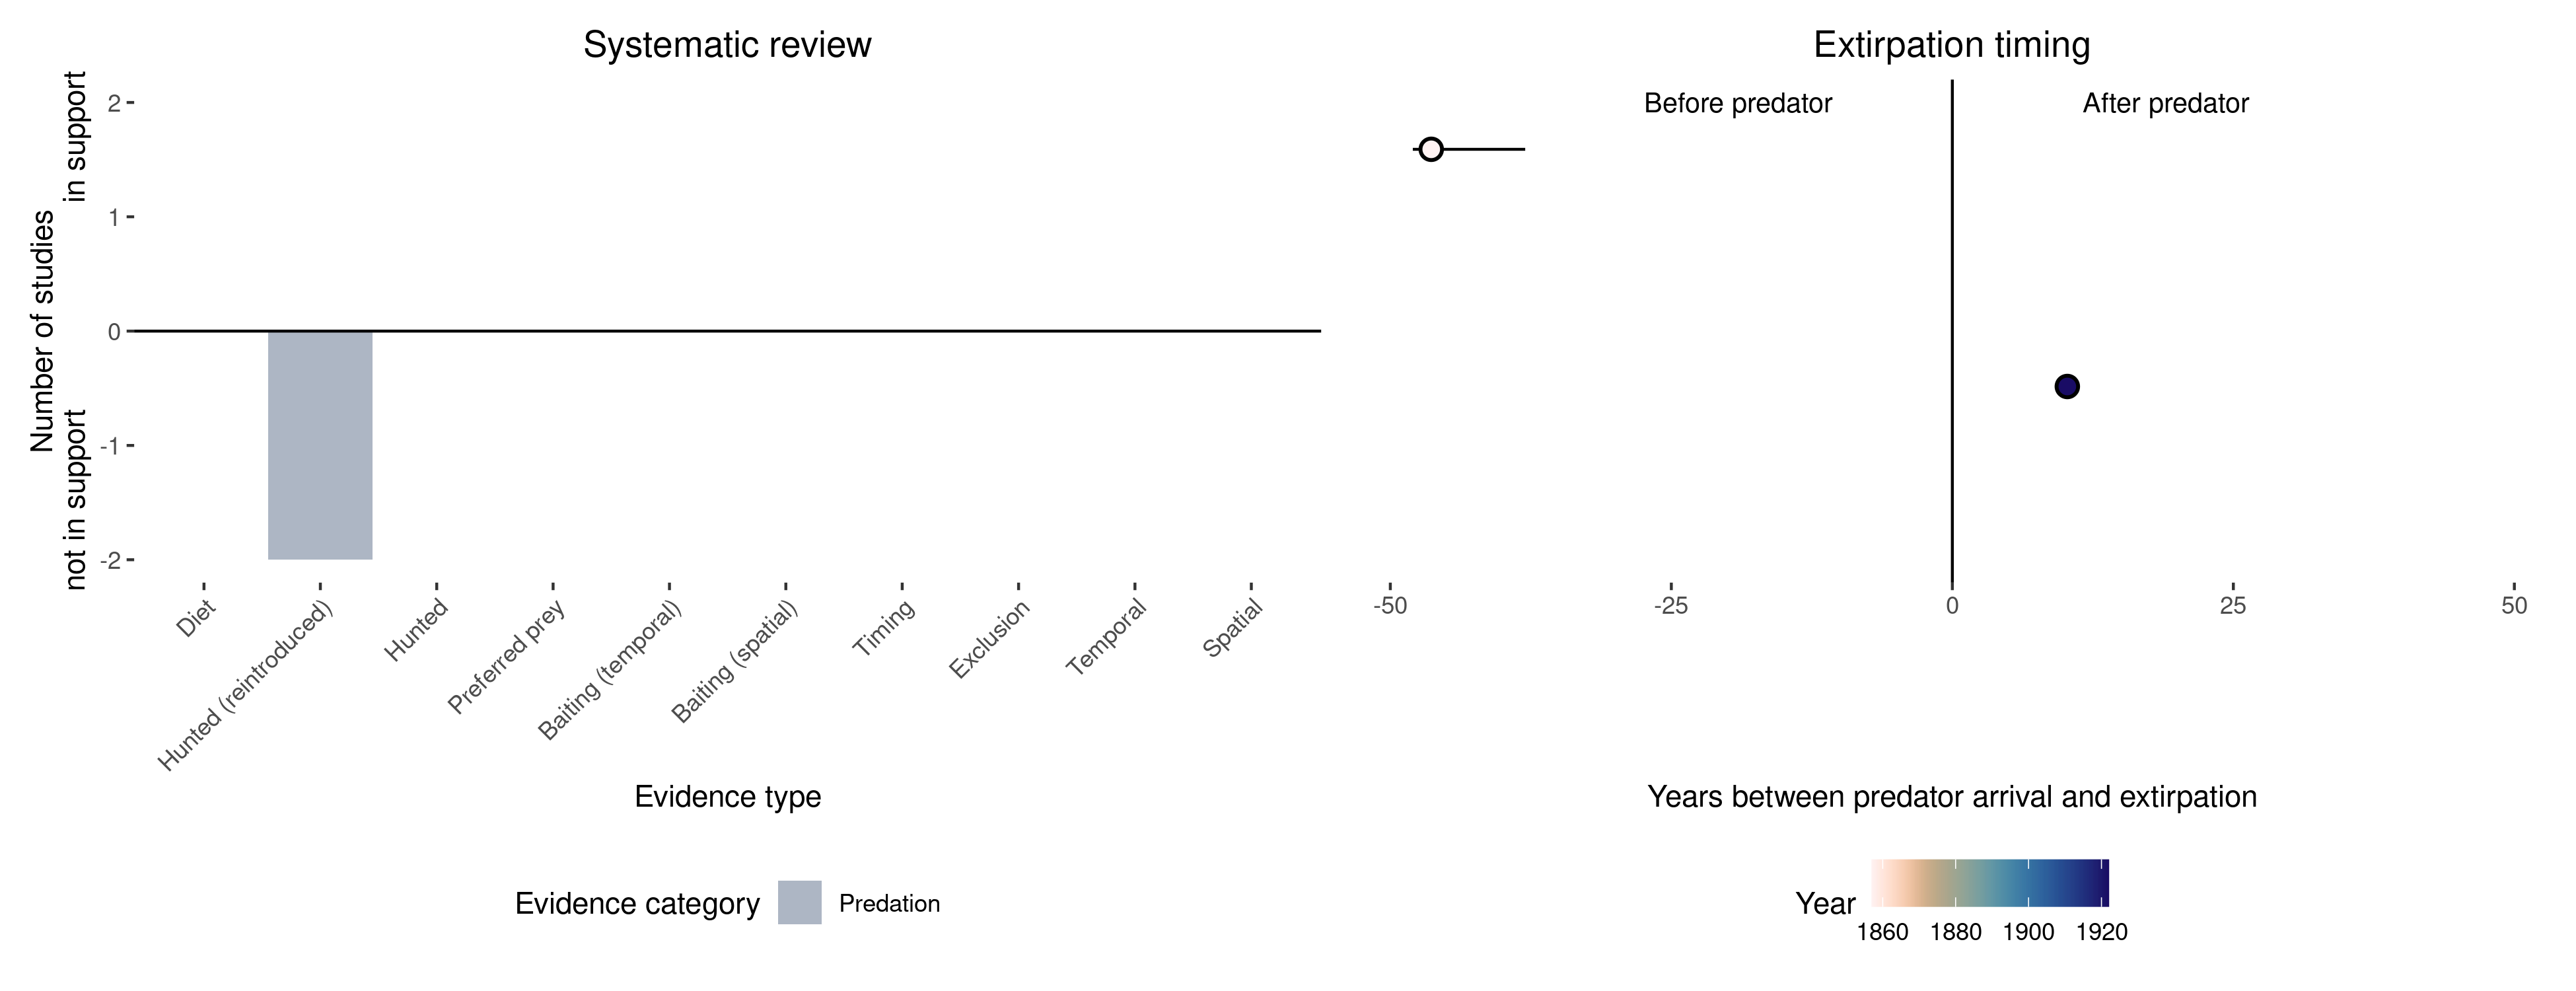 Systematic review
Extirpation timing
Number of studies
not in support
in support
2
1
0
-1
-2
Before predator
After predator
Diet
Hunted (reintroduced)
Hunted
Preferred prey
Baiting (temporal)
Baiting (spatial)
Timing
Exclusion
Temporal
Spatial
-50
-25
0
25
50
Evidence type
Years between predator arrival and extirpation
Evidence category
Predation
Year
1860 1880 1900 1920